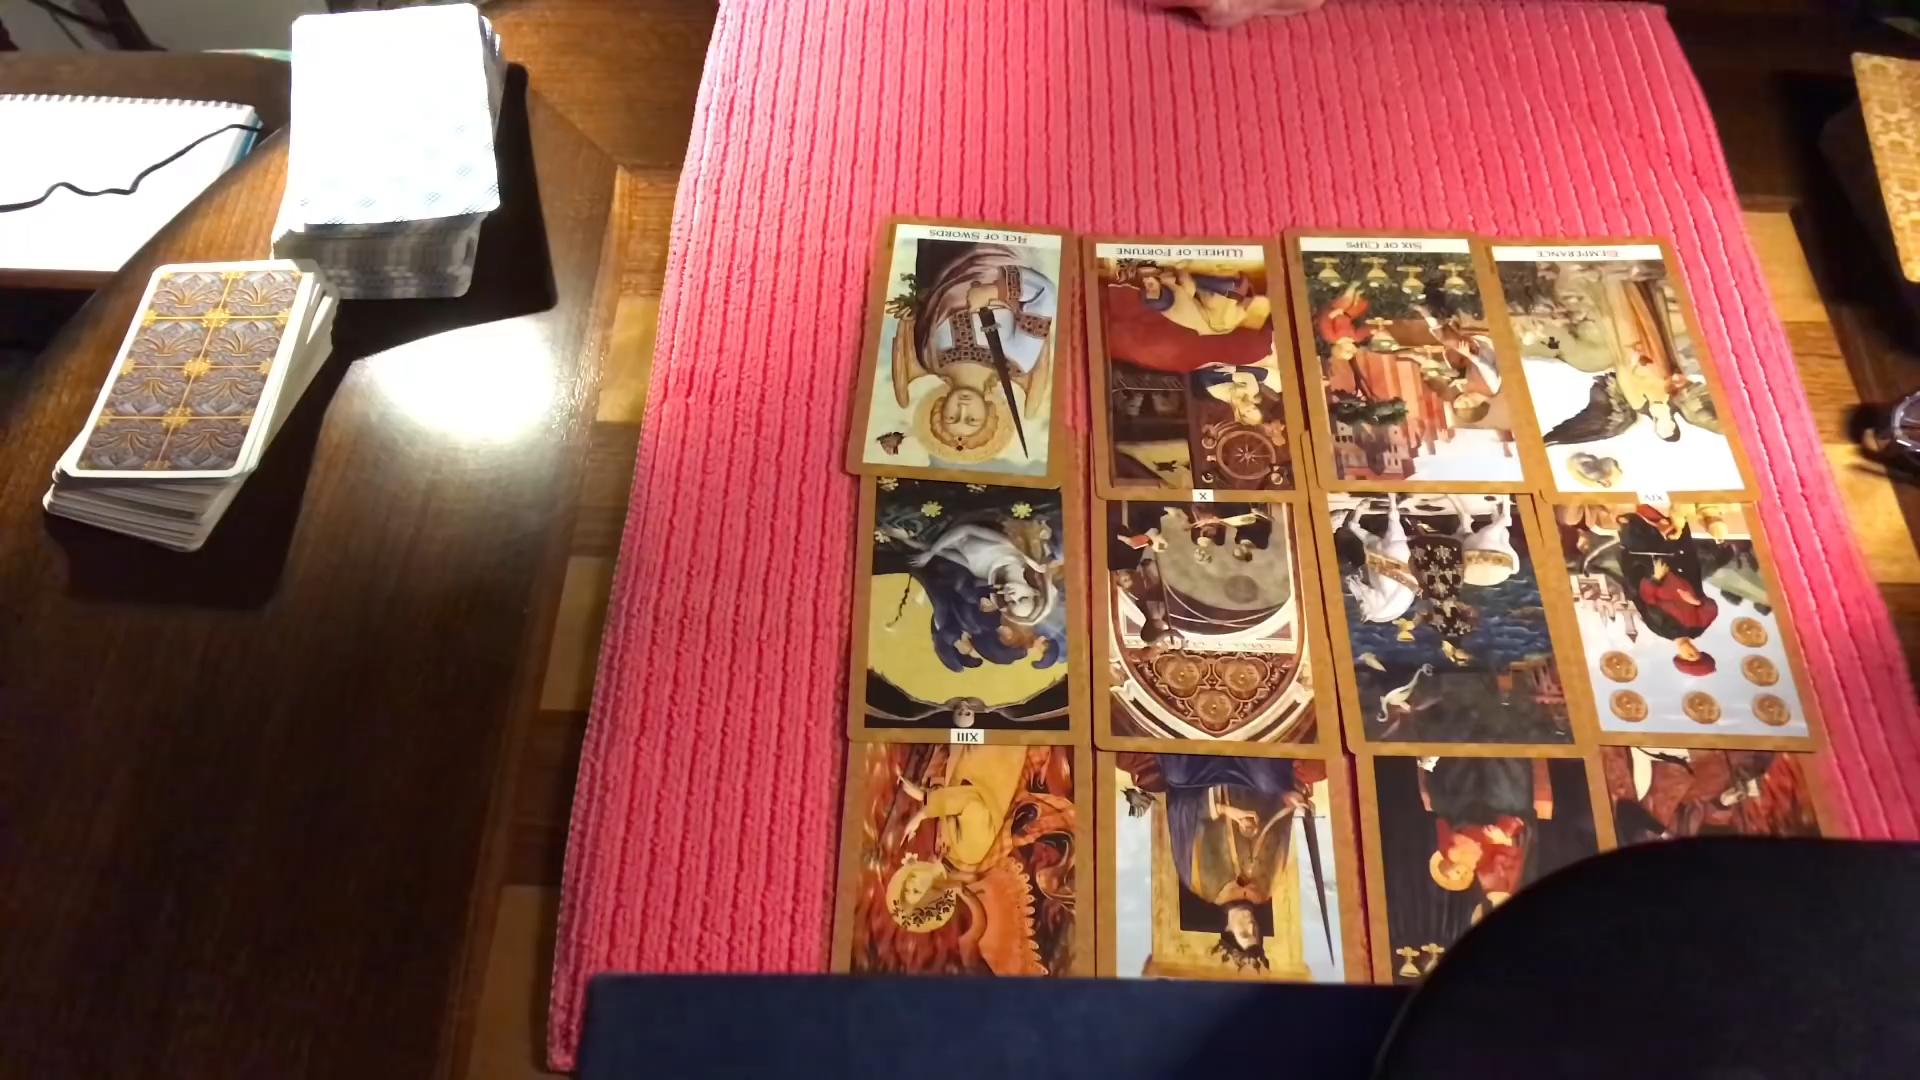 Ace of Swords
Wheel of Fortune
Six of Cups
Temperance
X
XIV
XIII